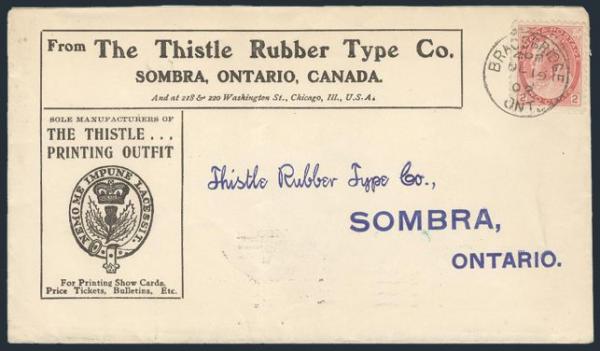 From The Thistle Rubber Type Co.
SOMBRA, ONTARIO, CANADA.
And at 218 & 220 Washington St., Chicago, Ill., U.S.A.
SOLE MANUFACTURERS OF
THE THISTLE...
PRINTING OUTFIT
NEMO ME IMPUNE LACESSIT.
For Printing Show Cards,
Price Tickets, Bulletins, Etc.
BRACEBRIDGE
ONT
2
Thistle Rubber Type Co.,
SOMBRA,
ONTARIO.